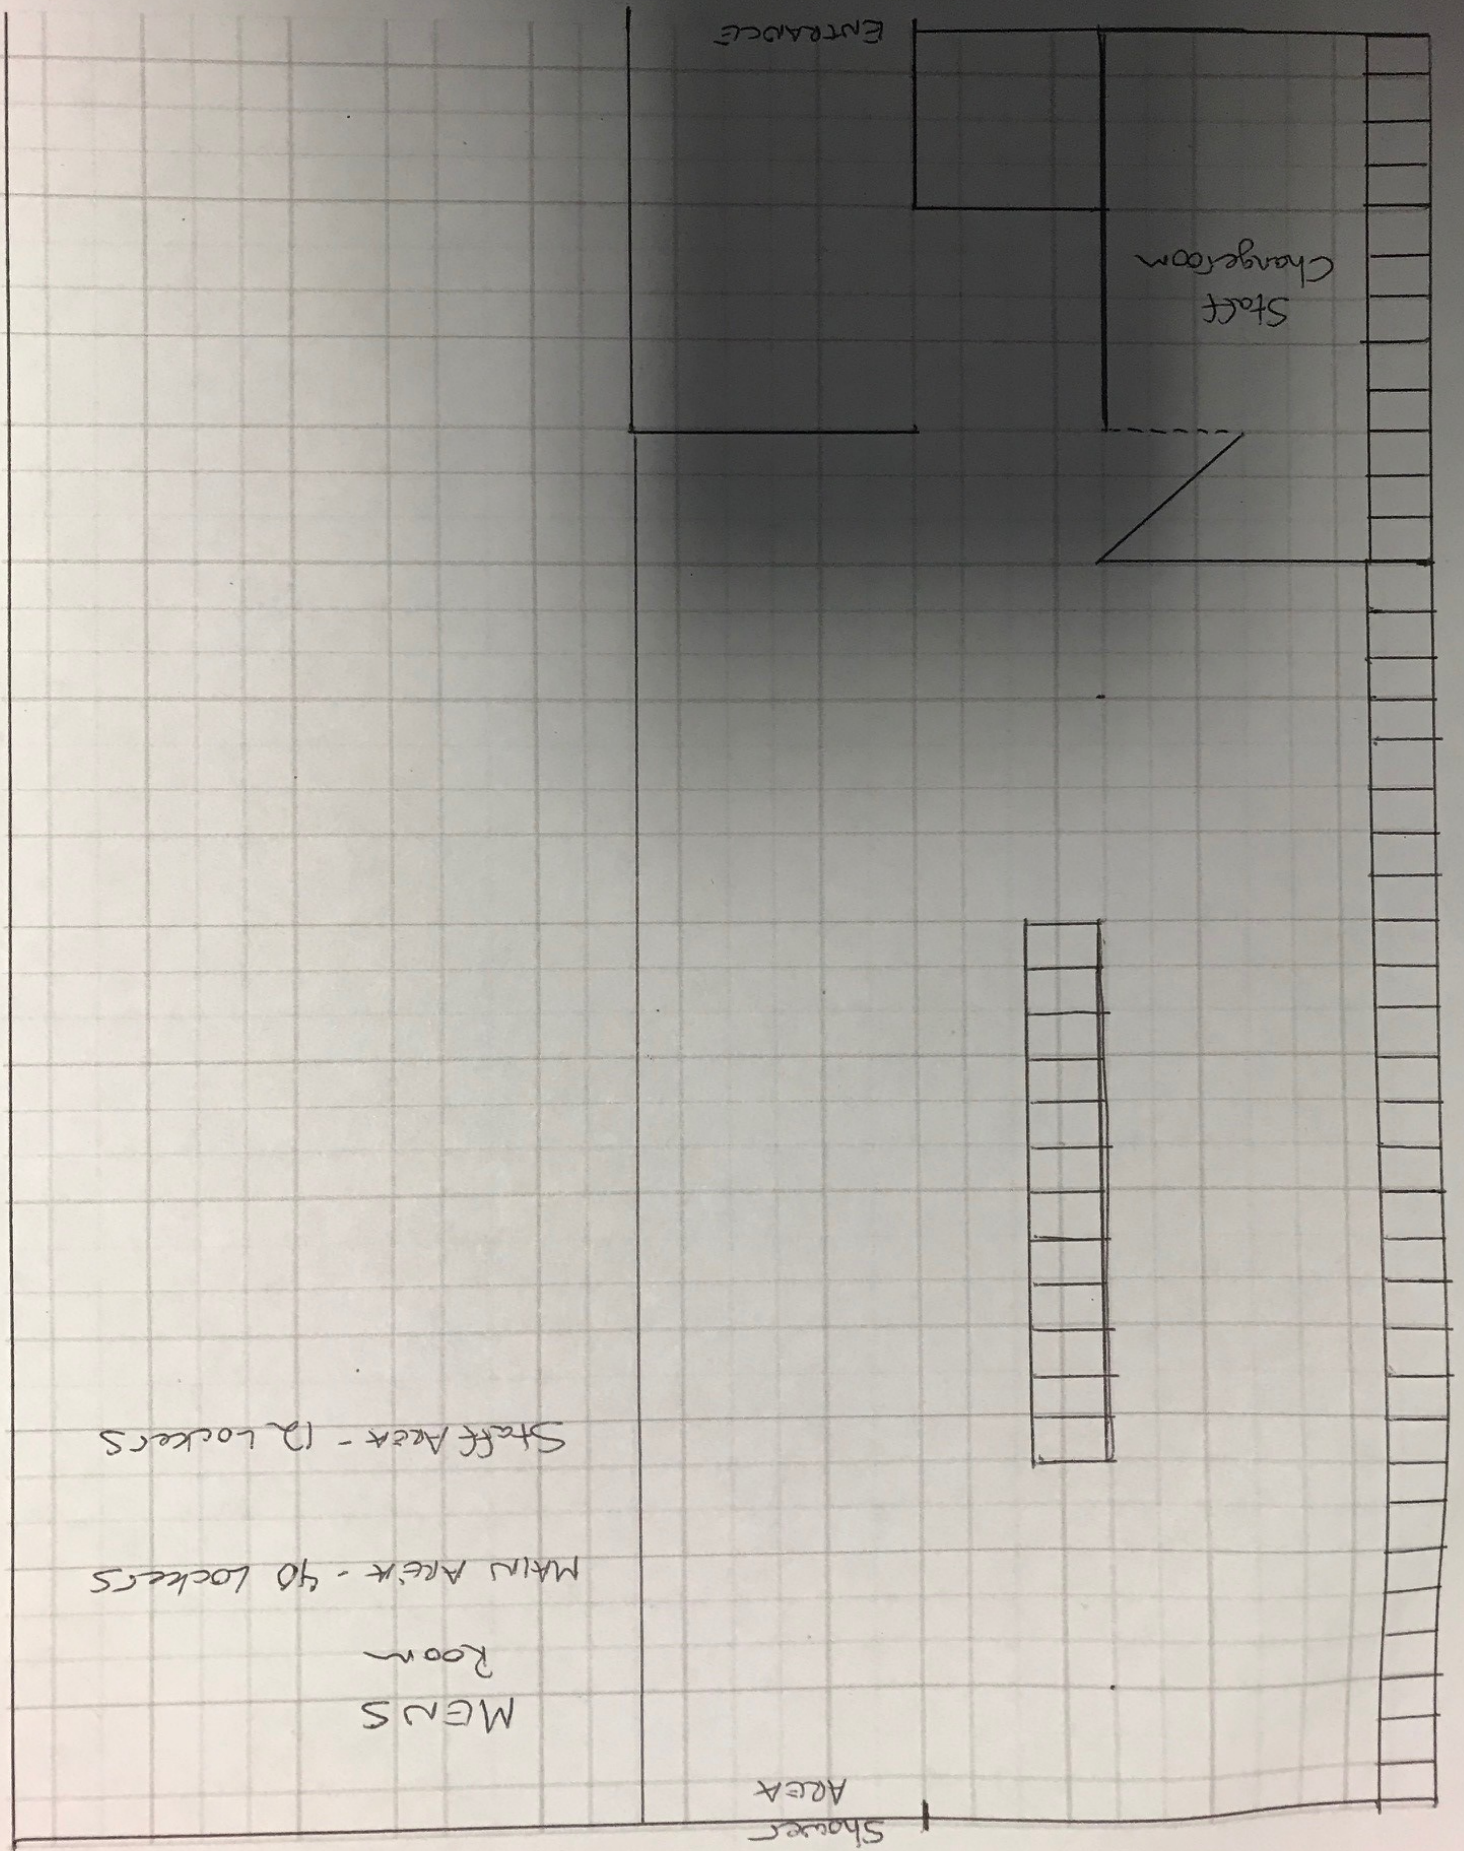 Shower
AREA
MENS
Room
MAIN AREA - 40 Lockers
Staff AREA - 12 Lockers
Staff
Changeroom
ENTRANCE